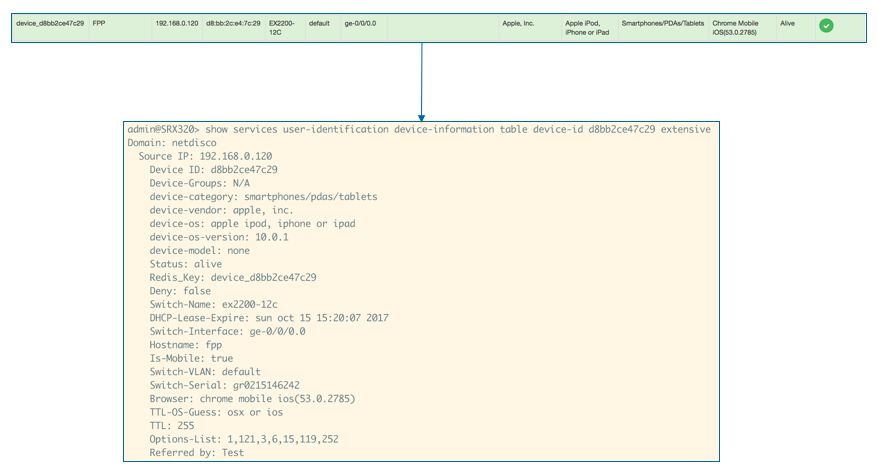 device_d8bb2ce47c29 FPP 192.168.0.120 d8:bb:2c:e4:7c:29 EX2200- default ge-0/0/0.0 Apple, Inc. Apple iPod, Smartphones/PDAs/Tablets Chrome Mobile Alive
12C iPhone or iPad iOS(53.0.2785)
admin@SRX320> show services user-identification device-information table device-id d8bb2ce47c29 extensive
Domain: netdisco
Source IP: 192.168.0.120
Device ID: d8bb2ce47c29
Device-Groups: N/A
device-category: smartphones/pdas/tablets
device-vendor: apple, inc.
device-os: apple ipod, iphone or ipad
device-os-version: 10.0.1
device-model: none
Status: alive
Redis_Key: device_d8bb2ce47c29
Deny: false
Switch-Name: ex2200-12c
DHCP-Lease-Expire: sun oct 15 15:20:07 2017
Switch-Interface: ge-0/0/0.0
Hostname: fpp
Is-Mobile: true
Switch-VLAN: default
Switch-Serial: gr0215146242
Browser: chrome mobile ios(53.0.2785)
TTL-OS-Guess: osx or ios
TTL: 255
Options-List: 1,121,3,6,15,119,252
Referred by: Test